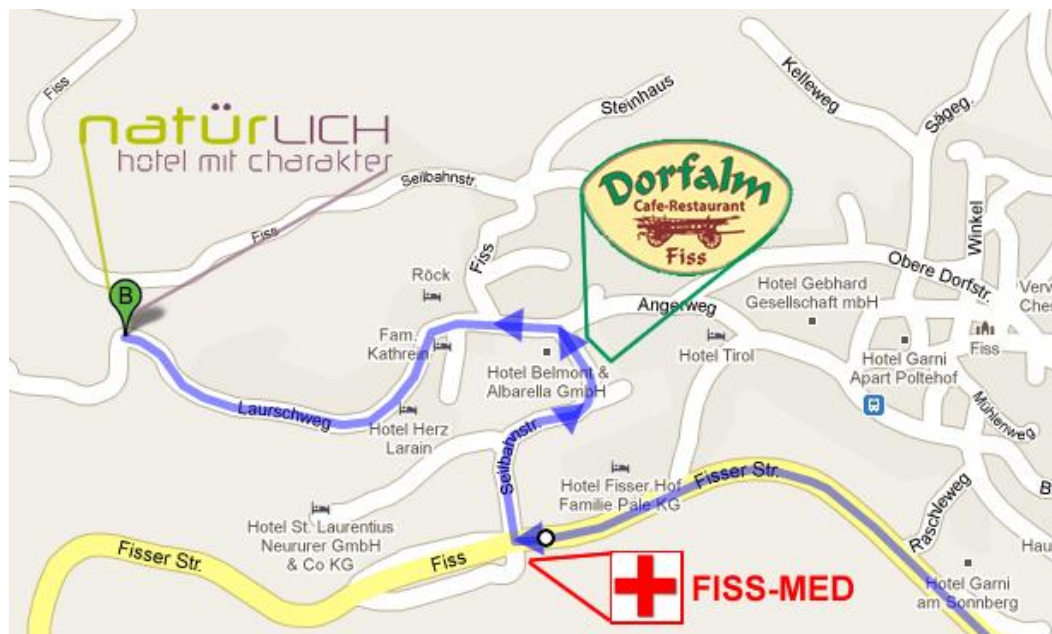 Fiss
natürLICH
hotel mit charakter
Seilbahnstr.
Fiss
B
Steinhaus
Fiss
Dorfalm
Cafe-Restaurant
Fiss
Kelleweg
Sägeg.
Winkel
Obere Dorfstr.
Angerweg
Röck
Fam.
Kathrein
Hotel Belmont &
Albarella GmbH
Hotel Tirol
Hotel Gebhard
Gesellschaft mbH
Hotel Garni
Apart Poltehof
Fiss
Verw
Ches
Mühlenweg
Laurschweg
Hotel Herz
Larain
Seilbahnstr.
Hotel Fisser Hof
Familie Pale KG
Fisser Str.
Raschleweg
B
Hau
Hotel St. Laurentius
Neururer GmbH
& Co KG
Fisser Str.
Fiss
FISS-MED
Hotel Garni
am Sonnberg